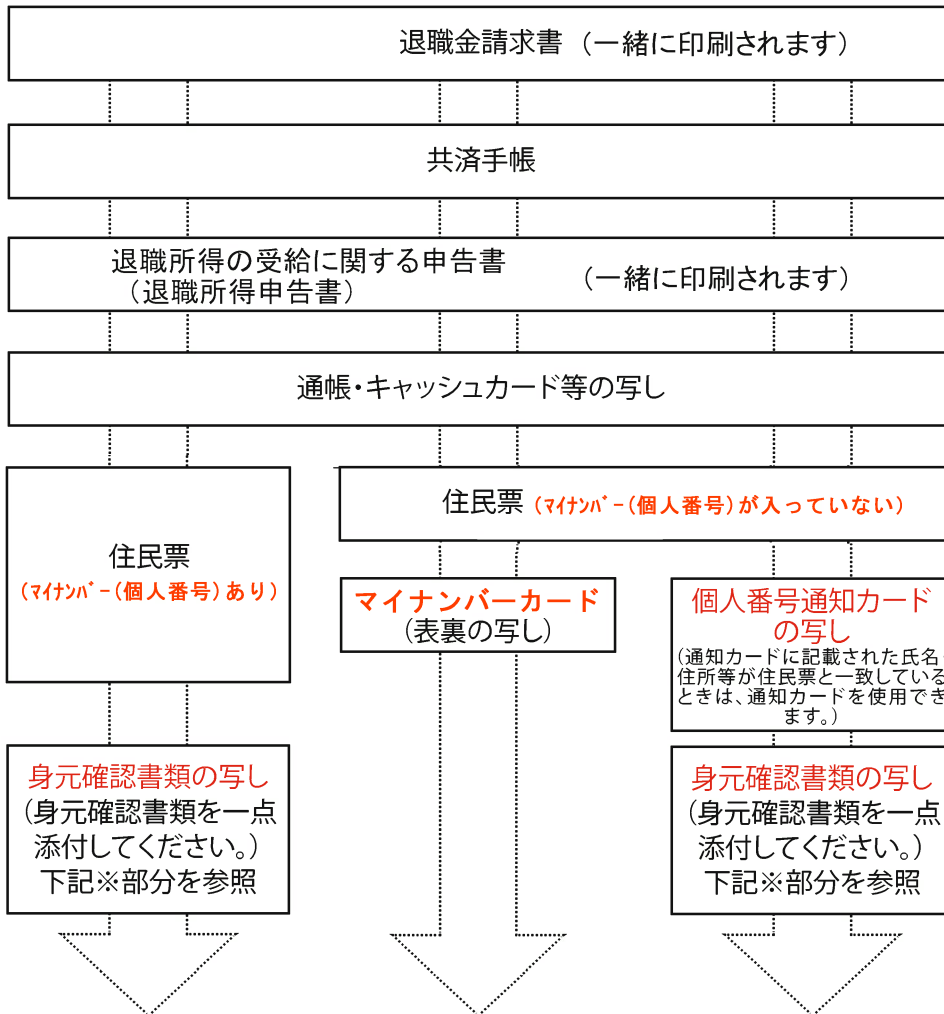 退職金請求書（一緒に印刷されます）
共済手帳
退職所得の受給に関する申告書
（退職所得申告書）
（一緒に印刷されます）
通帳・キャッシュカード等の写し
住民票
（ﾏｲﾅﾝﾊﾞｰ（個人番号）あり）
住民票（ﾏｲﾅﾝﾊﾞｰ（個人番号）が入っていない）
マイナンバーカード
（表裏の写し）
個人番号通知カード
の写し
（通知カードに記載された氏名・
住所等が住民票と一致している
ときは、通知カードを使用でき
ます。）
身元確認書類の写し
（身元確認書類を一点
添付してください。）
下記※部分を参照
身元確認書類の写し
（身元確認書類を一点
添付してください。）
下記※部分を参照